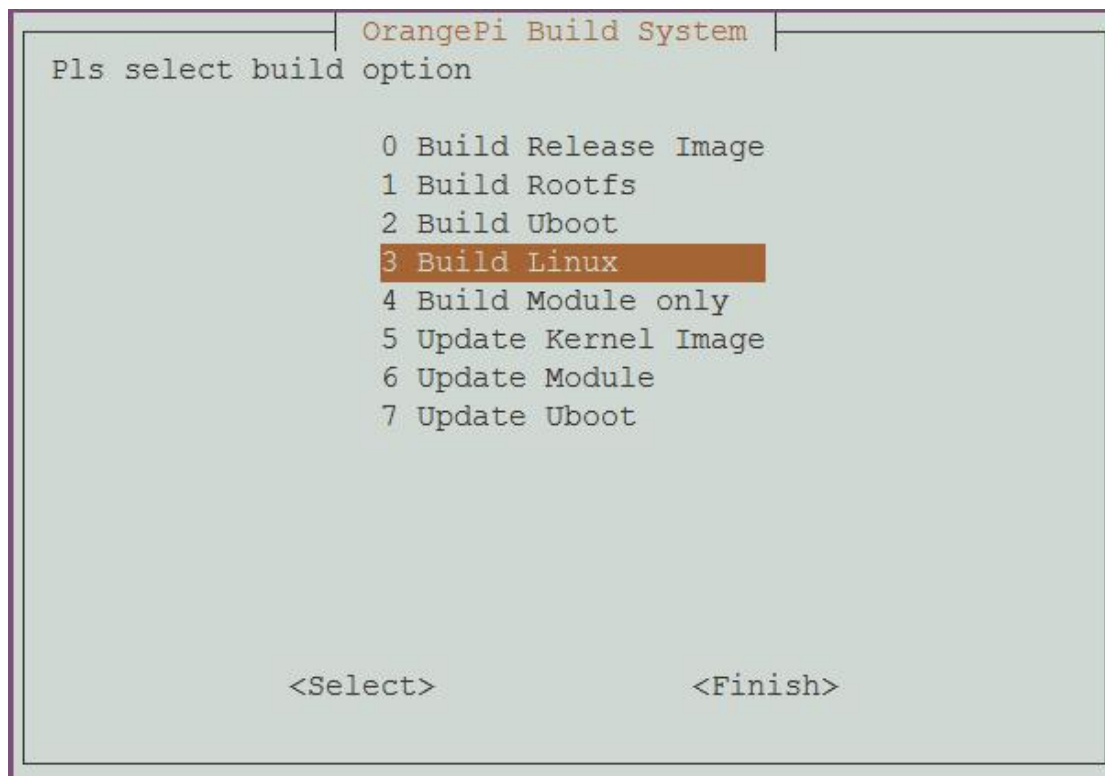 OrangePi Build System
Pls select build option
0 Build Release Image
1 Build Rootfs
2 Build Uboot
3 Build Linux
4 Build Module only
5 Update Kernel Image
6 Update Module
7 Update Uboot
<Select> <Finish>